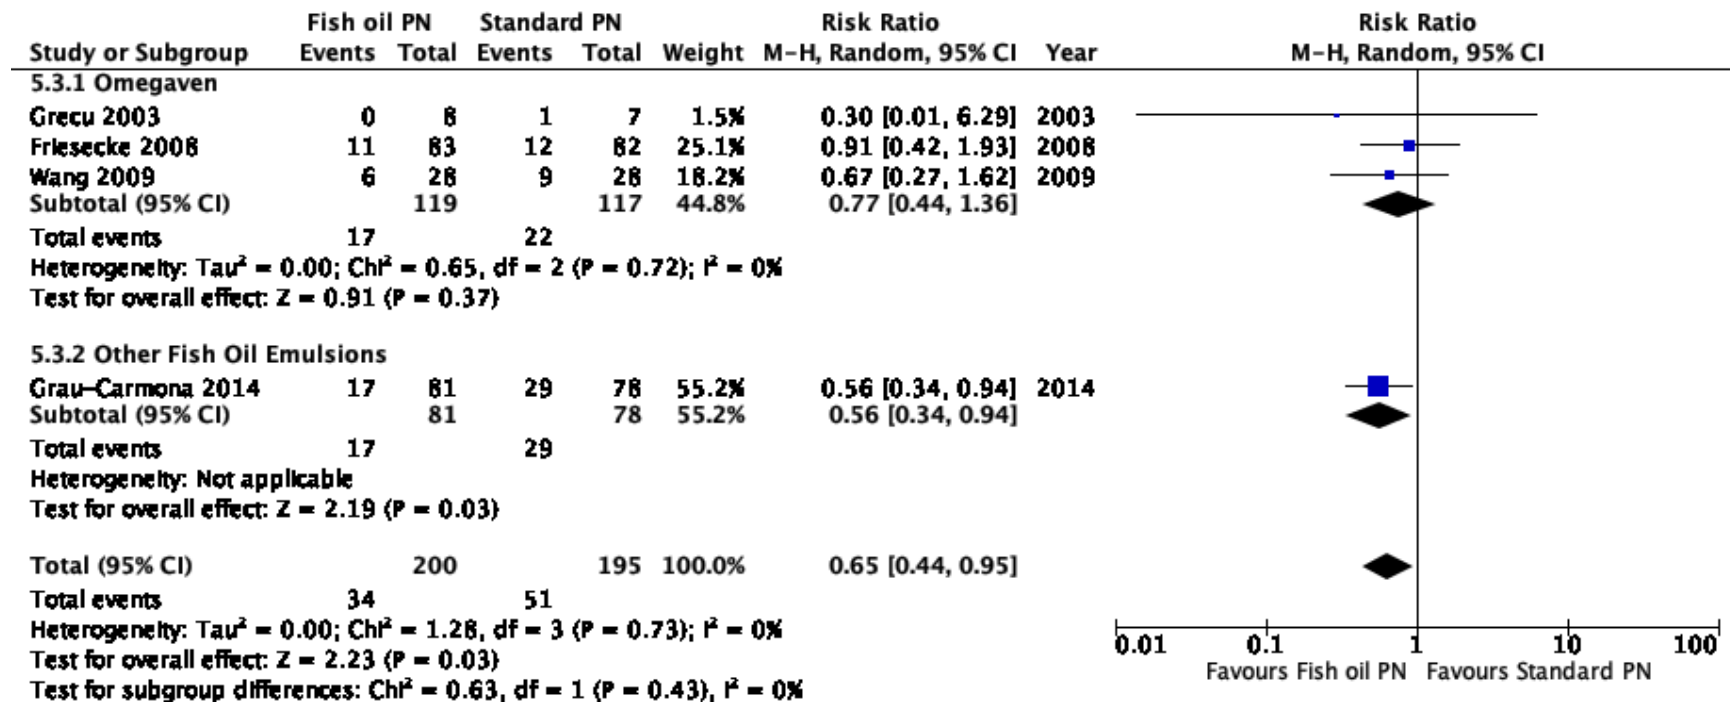 Fish oil PN Standard PN Risk Ratio Risk Ratio
Study or Subgroup Events Total Events Total Weight M-H, Random, 95% CI Year M-H, Random, 95% CI
5.3.1 Omegaven
Grecu 2003 0 8 1 7 1.5% 0.30 [0.01, 6.29] 2003
Friesecke 2008 11 83 12 82 25.1% 0.91 [0.42, 1.93] 2008
Wang 2009 6 28 9 28 18.2% 0.67 [0.27, 1.62] 2009
Subtotal (95% CI) 119 117 44.8% 0.77 [0.44, 1.36]
Total events 17 22
Heterogeneity: Tau² = 0.00; Chi² = 0.65, df = 2 (P = 0.72); I² = 0%
Test for overall effect: Z = 0.91 (P = 0.37)
5.3.2 Other Fish Oil Emulsions
Grau-Carmona 2014 17 81 29 78 55.2% 0.56 [0.34, 0.94] 2014
Subtotal (95% CI) 81 78 55.2% 0.56 [0.34, 0.94]
Total events 17 29
Heterogeneity: Not applicable
Test for overall effect: Z = 2.19 (P = 0.03)
Total (95% CI) 200 195 100.0% 0.65 [0.44, 0.95]
Total events 34 51
Heterogeneity: Tau² = 0.00; Chi² = 1.28, df = 3 (P = 0.73); I² = 0%
Test for overall effect: Z = 2.23 (P = 0.03)
Test for subgroup differences: Chi² = 0.63, df = 1 (P = 0.43), I² = 0%
0.01 0.1 1 10 100
Favours Fish oil PN Favours Standard PN